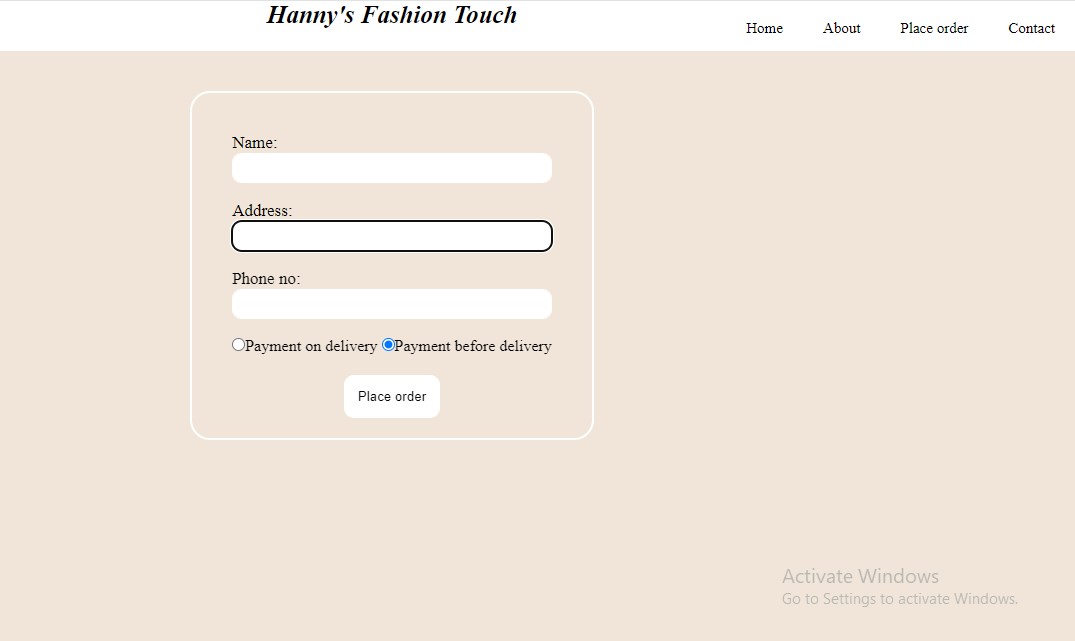 Hanny's Fashion Touch
Home About Place order Contact
Name:
Address:
Phone no:
Payment on delivery Payment before delivery
Place order
Activate Windows
Go to Settings to activate Windows.